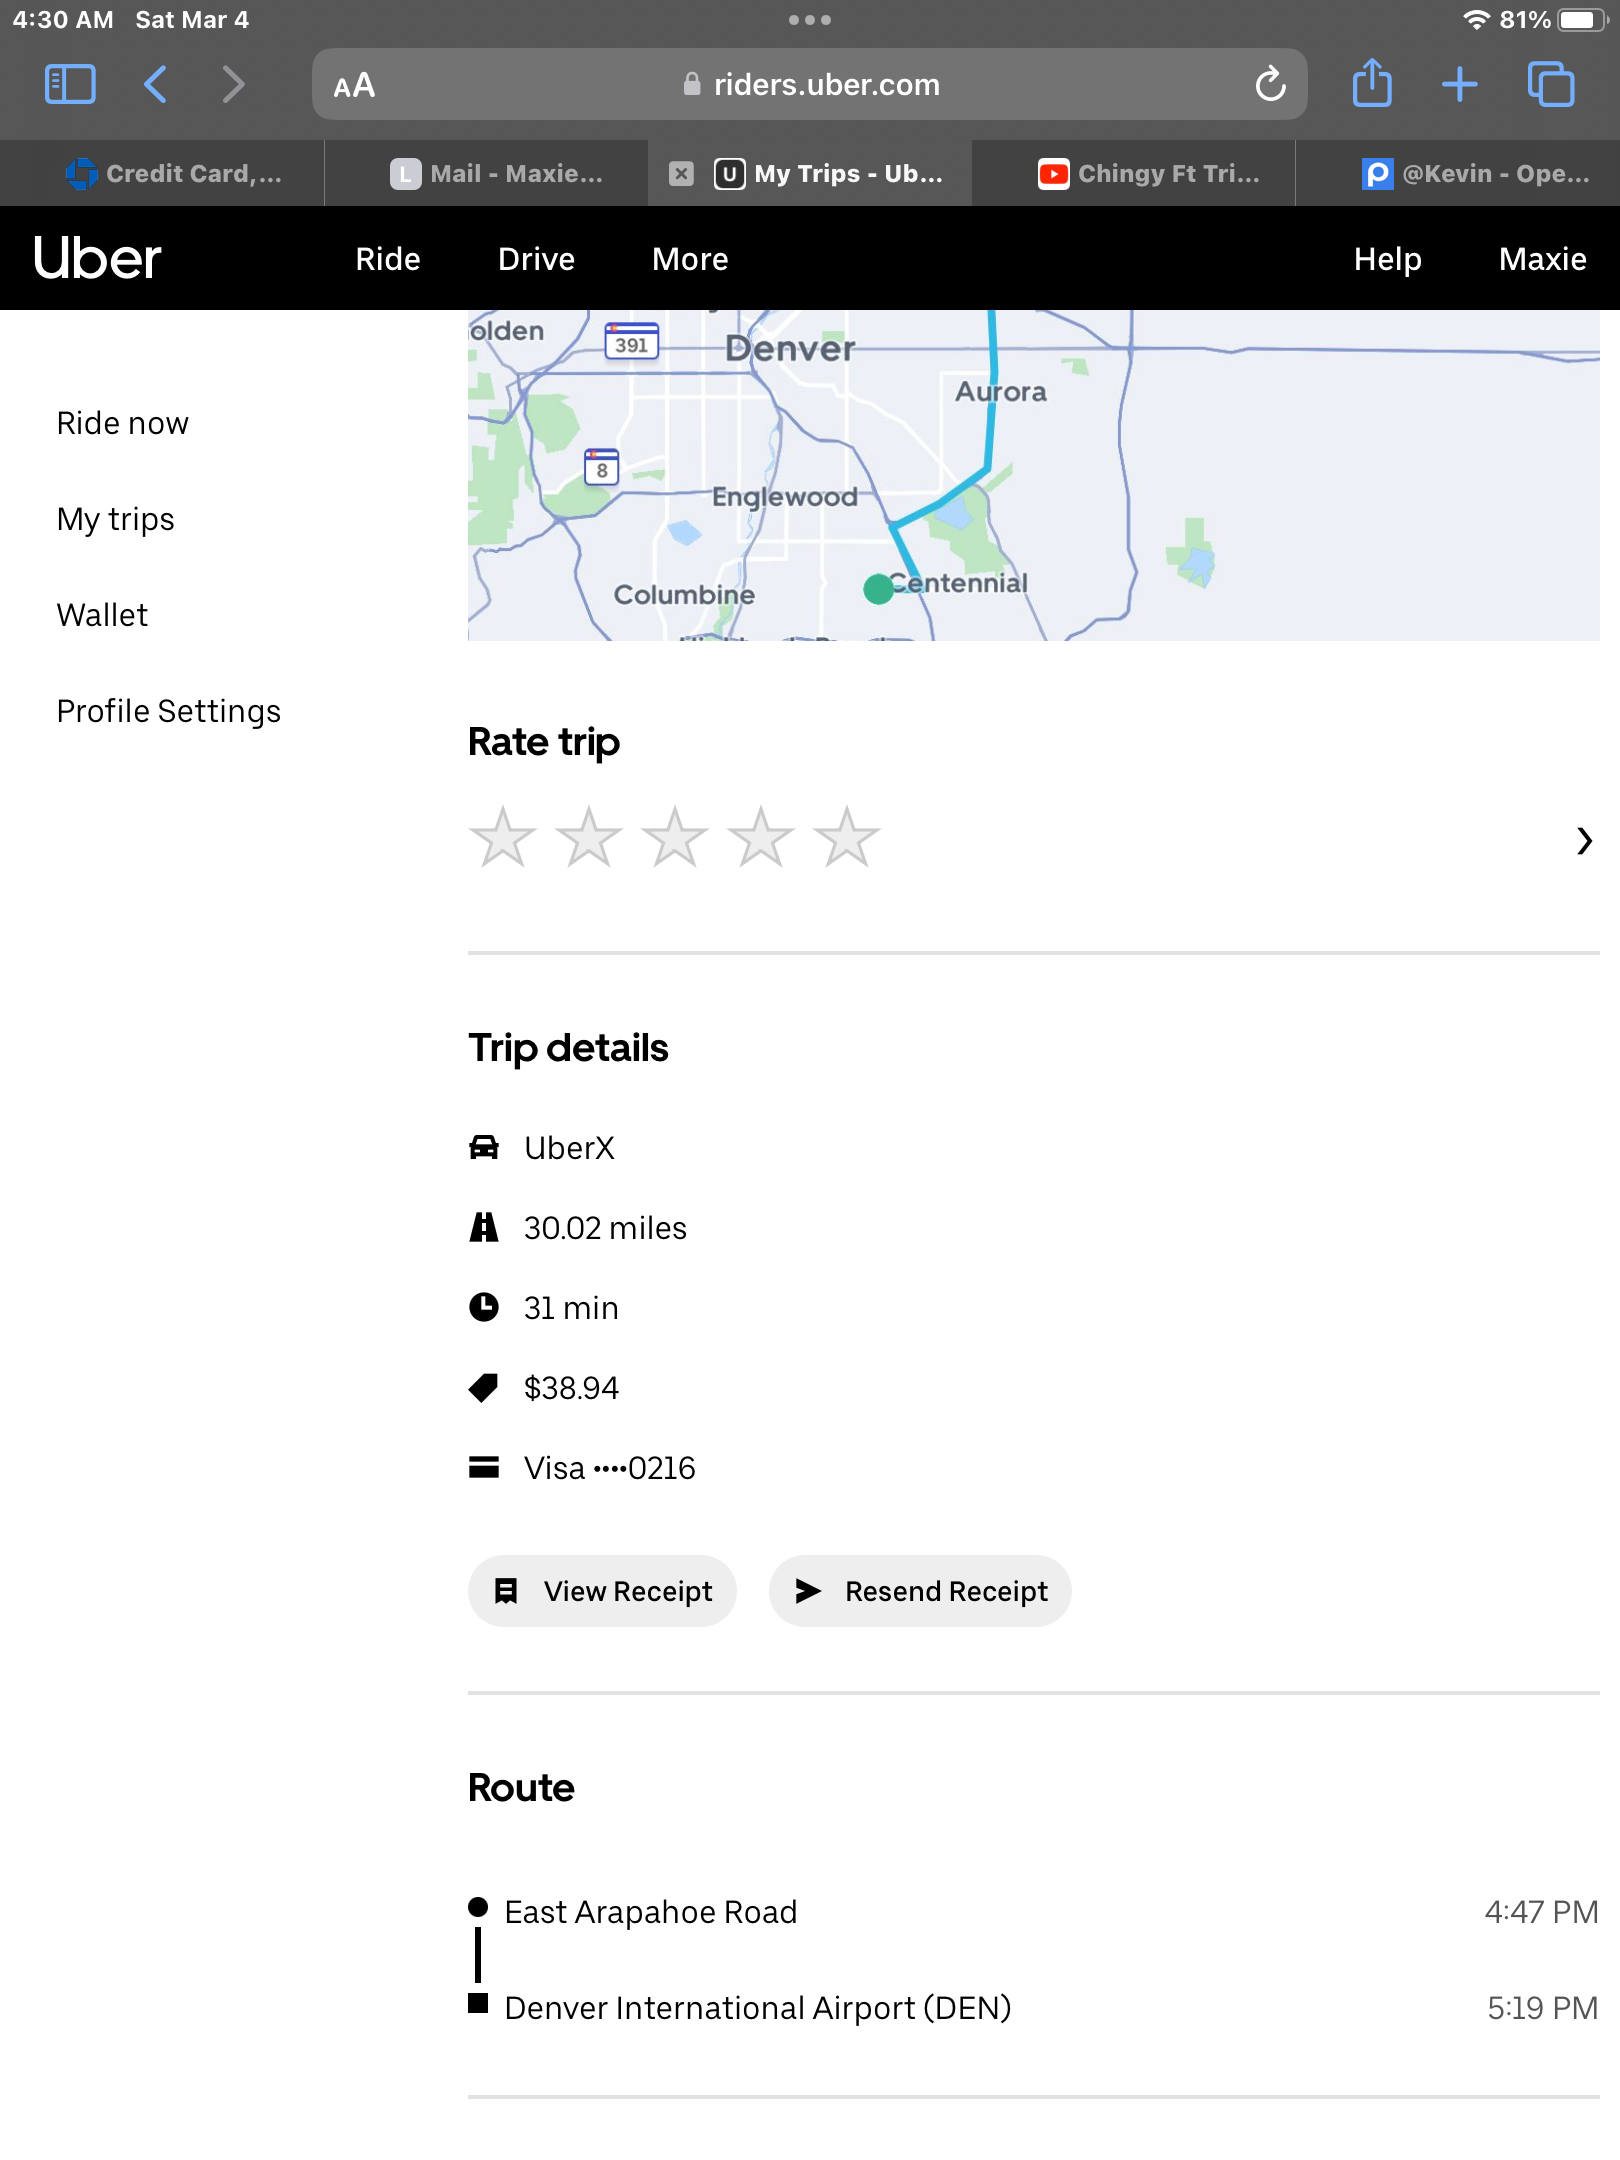 4:30 AM Sat Mar 4
81%
AA
riders.uber.com
Credit Card,...
L Mail - Maxie...
U My Trips - Ub...
Chingy Ft Tri...
@Kevin - Ope...
Uber
Ride
Drive
More
Help
Maxie
olden
391
Denver
Aurora
8
Englewood
Centennial
Columbine
Ride now
My trips
Wallet
Profile Settings
Rate trip
Trip details
UberX
30.02 miles
31 min
$38.94
Visa ••••0216
View Receipt
Resend Receipt
Route
East Arapahoe Road 4:47 PM
Denver International Airport (DEN) 5:19 PM